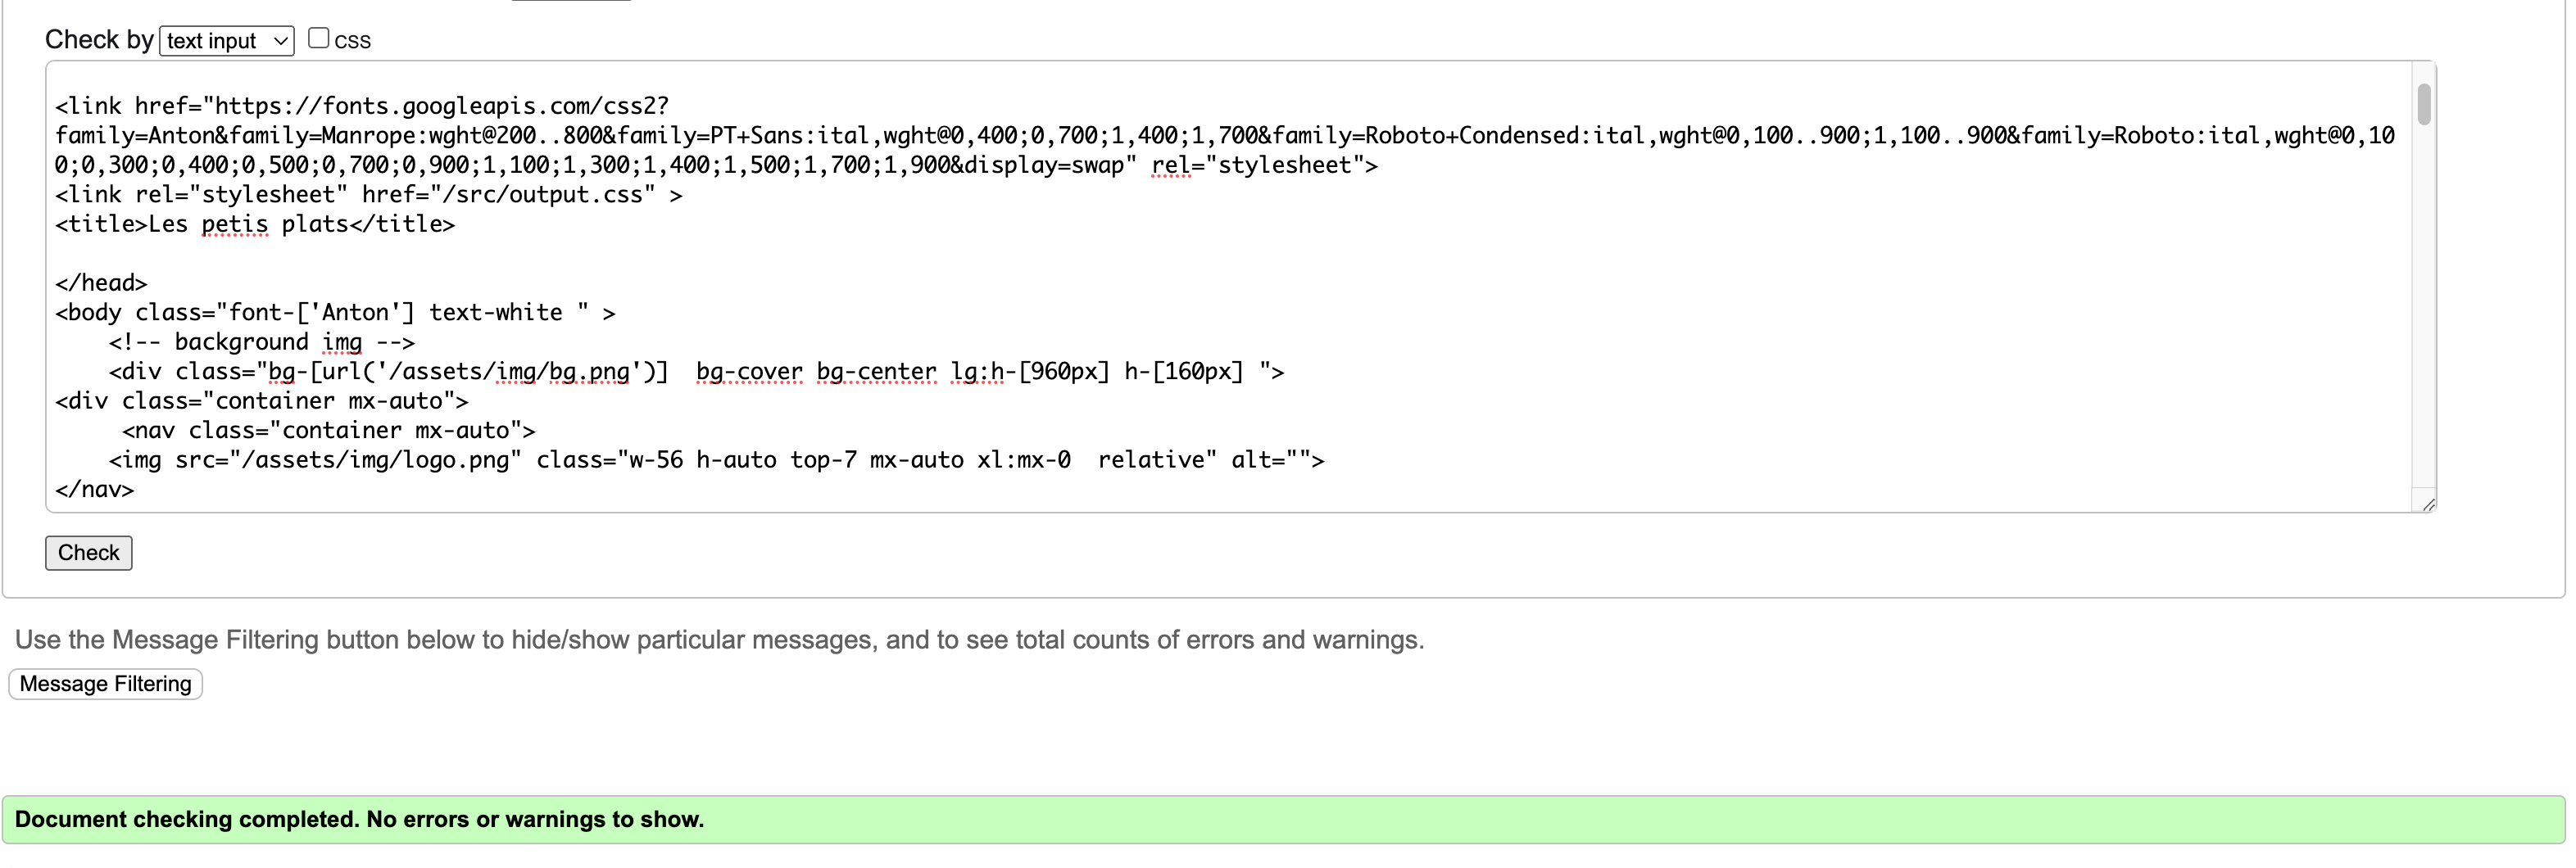 Check by text input CSS
<link href="https://fonts.googleapis.com/css2?
family=Anton&family=Manrope:wght@200..800&family=PT+Sans:ital,wght@0,400;0,700;1,400;1,700&family=Roboto+Condensed:ital,wght@0,100..900;1,100..900&family=Roboto:ital,wght@0,10
0;0,300;0,400;0,500;0,700;0,900;1,100;1,300;1,400;1,500;1,700;1,900&display=swap" rel="stylesheet">
<link rel="stylesheet" href="/src/output.css" >
<title>Les petis plats</title>
</head>
<body class="font-['Anton'] text-white " >
<!-- background img -->
<div class="bg-[url('/assets/img/bg.png')]  bg-cover bg-center lg:h-[960px] h-[160px] ">
<div class="container mx-auto">
<nav class="container mx-auto">
<img src="/assets/img/logo.png" class="w-56 h-auto top-7 mx-auto xl:mx-0  relative" alt="">
</nav>
Check
Use the Message Filtering button below to hide/show particular messages, and to see total counts of errors and warnings.
Message Filtering
Document checking completed. No errors or warnings to show.